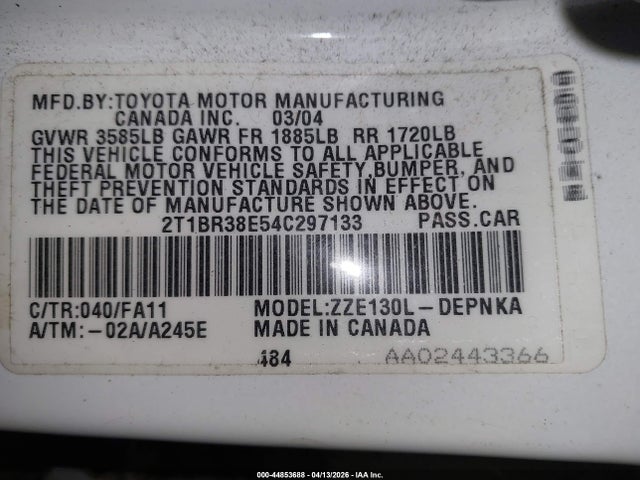 MFD.BY:TOYOTA MOTOR MANUFACTURING
CANADA INC. 03/04
GVWR 3585LB GAWR FR 1885LB RR 1720LB
THIS VEHICLE CONFORMS TO ALL APPLICABLE
FEDERAL MOTOR VEHICLE SAFETY,BUMPER, AND
THEFT PREVENTION STANDARDS IN EFFECT ON
THE DATE OF MANUFACTURE SHOWN ABOVE.
2T1BR38E54C297133 PASS.CAR
C/TR:040/FA11 MODEL:ZZE130L-DEPNKA
A/TM:-02A/A245E MADE IN CANADA
484 AA02443366
000-44853688 - 04/13/2026 - IAA Inc.